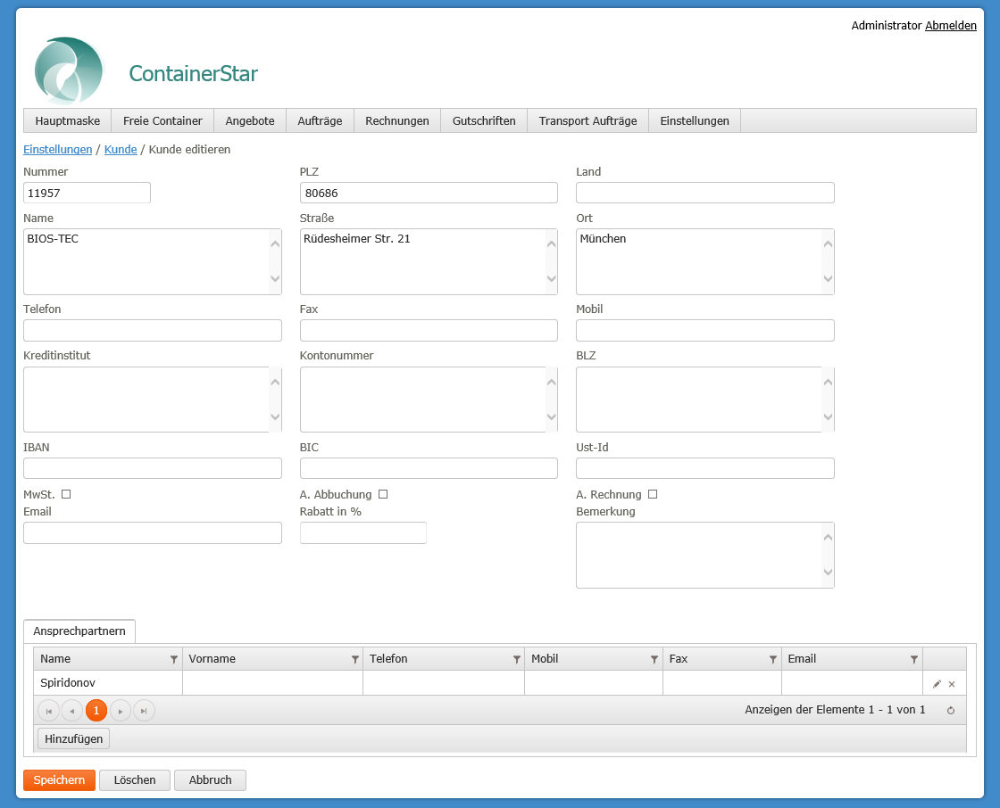 Administrator Abmelden
ContainerStar
Hauptmaske Freie Container Angebote Aufträge Rechnungen Gutschriften Transport Aufträge Einstellungen
Einstellungen / Kunde / Kunde editieren
Nummer PLZ Land
11957 80686
Name Straße Ort
BIOS-TEC Rüdesheimer Str. 21 München
Telefon Fax Mobil
Kreditinstitut Kontonummer BLZ
IBAN BIC Ust-Id
MwSt. A. Abbuchung A. Rechnung
Email Rabatt in % Bemerkung
Ansprechpartnern
Name Vorname Telefon Mobil Fax Email
Spiridonov
1 Anzeigen der Elemente 1 - 1 von 1
Hinzufügen
Speichern Löschen Abbruch